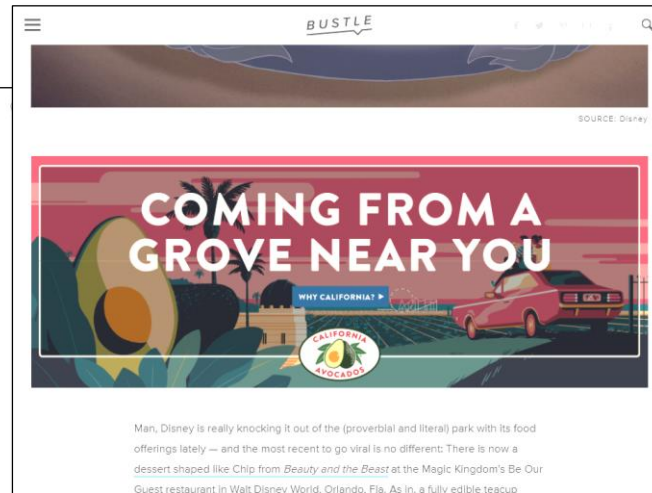 BUSTLE
SOURCE: Disney
COMING FROM A
GROVE NEAR YOU
WHY CALIFORNIA? ▶
CALIFORNIA
AVOCADOS
Man, Disney is really knocking it out of the (proverbial and literal) park with its food
offerings lately — and the most recent to go viral is no different: There is now a
dessert shaped like Chip from Beauty and the Beast at the Magic Kingdom's Be Our
Guest restaurant in Walt Disney World, Orlando, Fla. As in, a fully edible teacup